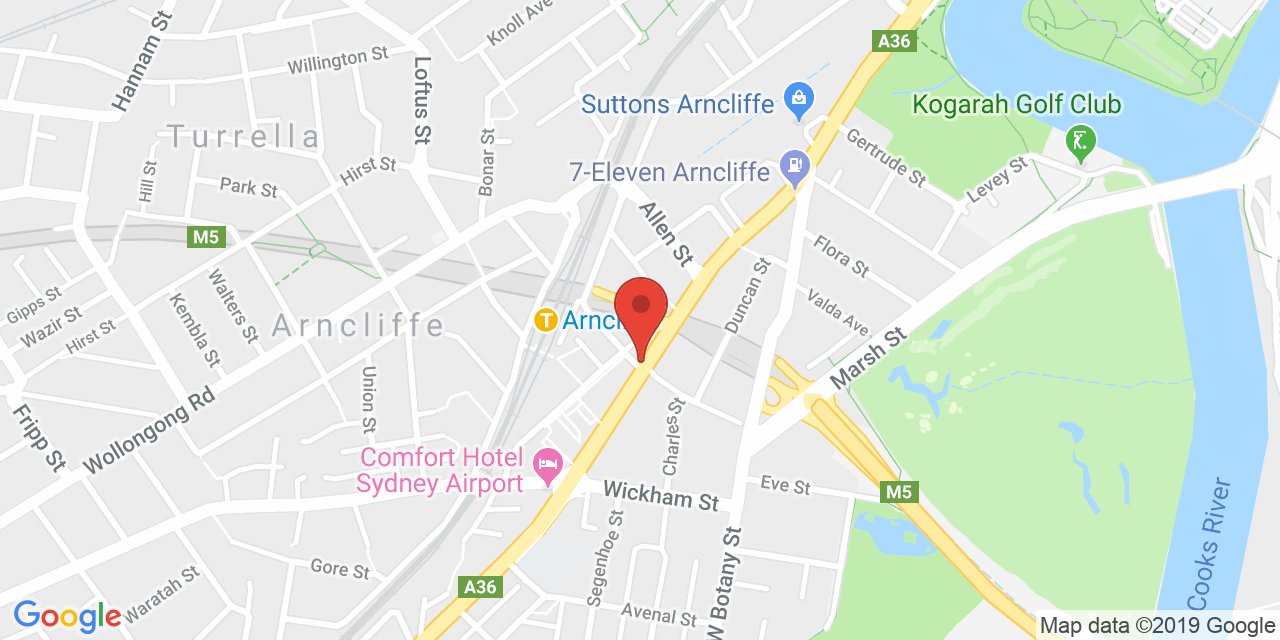 Knoll Ave
A36
Hannam St
Willington St
Loftus St
Suttons Arncliffe
Kogarah Golf Club
Turrella
Bonar St
Hirst St
7-Eleven Arncliffe
Gertrude St
Levey St
Hill St
Park St
Allen St
M5
Flora St
Gipps St
Wazir St
Walters St
Kembla St
Hirst St
Duncan St
Valda Ave
T
Arncliffe
Marsh St
Union St
Fripp St
Wollongong Rd
Charles St
Comfort Hotel
Sydney Airport
Wickham St
Eve St
M5
Segenhoe St
W Botany St
Cooks River
Gore St
A36
Waratah St
Avenal St
Google
Map data ©2019 Google